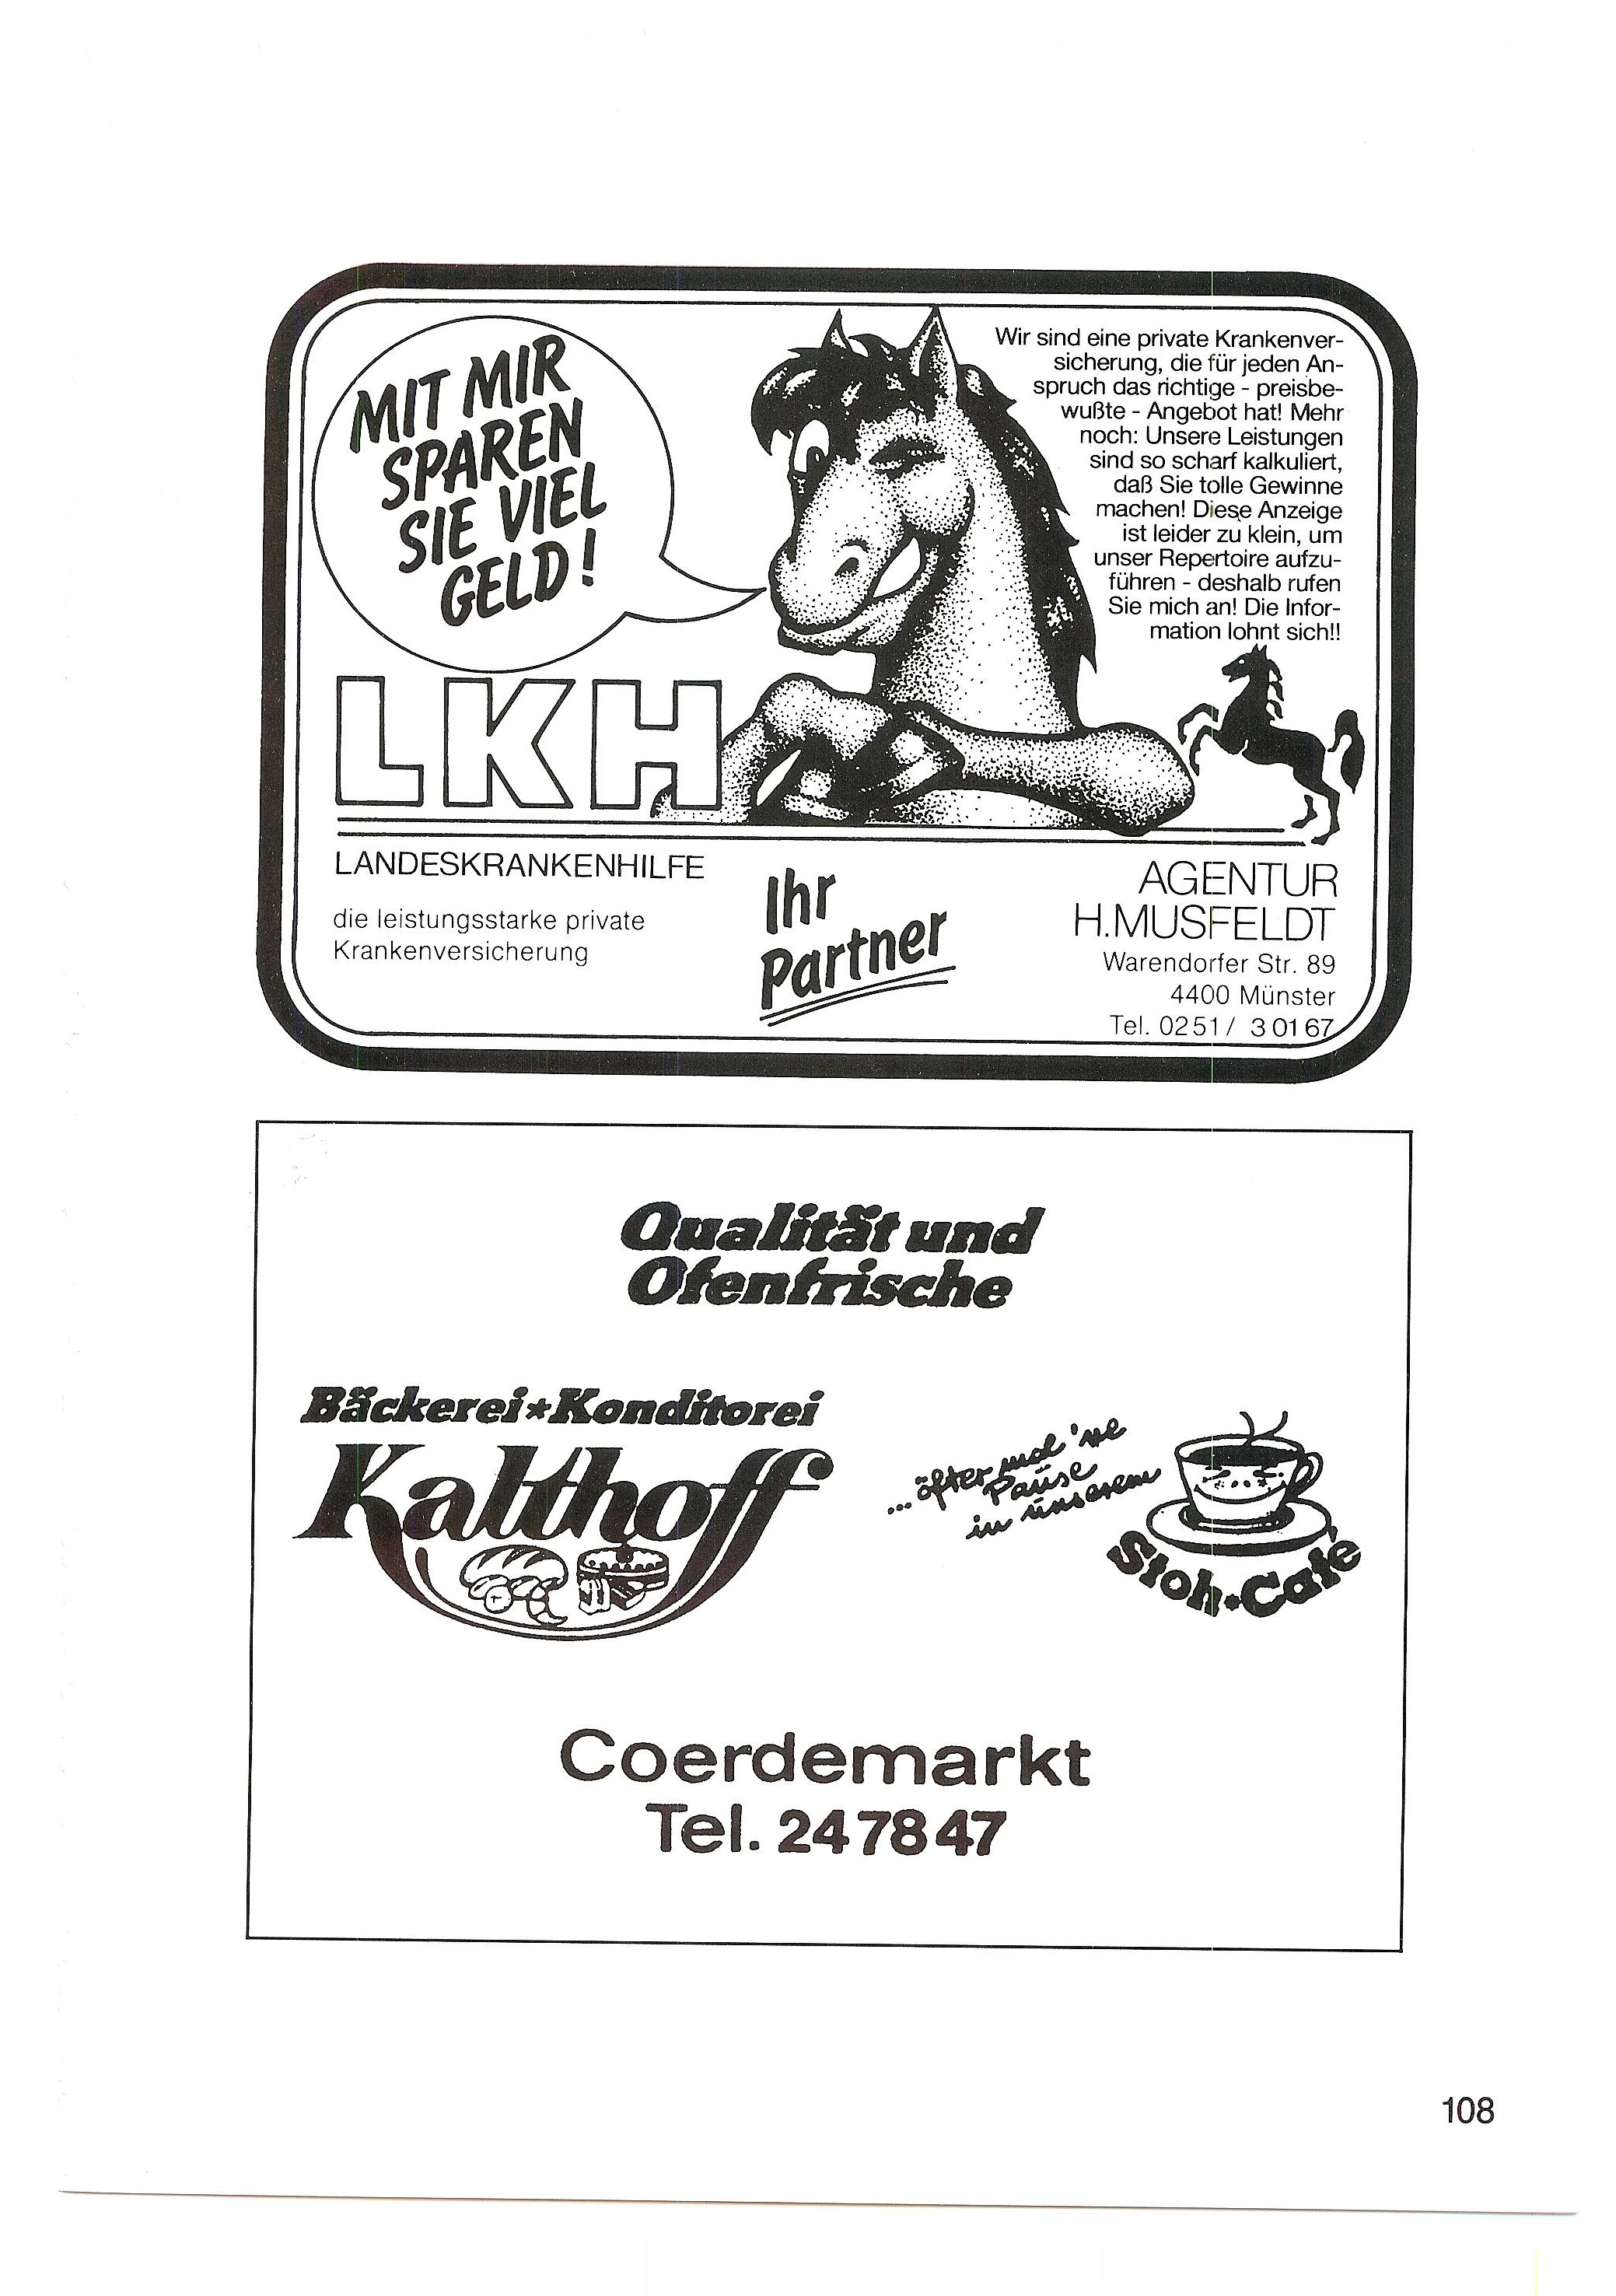 MIT MIR
SPAREN
SIE VIEL
GELD!
Wir sind eine private Krankenver-
sicherung, die für jeden An-
spruch das richtige - preisbe-
wußte - Angebot hat! Mehr
noch: Unsere Leistungen
sind so scharf kalkuliert,
daß Sie tolle Gewinne
machen! Diese Anzeige
ist leider zu klein, um
unser Repertoire aufzu-
führen - deshalb rufen
Sie mich an! Die Infor-
mation lohnt sich!!
LKH
LANDESKRANKENHILFE
die leistungsstarke private
Krankenversicherung
Ihr
Partner
AGENTUR
H.MUSFELDT
Warendorfer Str. 89
4400 Münster
Tel. 0251/ 30167
Qualität und
Ofenfrische
Bäckerei*Konditorei
Kalthoff
... öfter mal 'ne
Pause
in unserem
Stoh*Café
Coerdemarkt
Tel. 247847
108